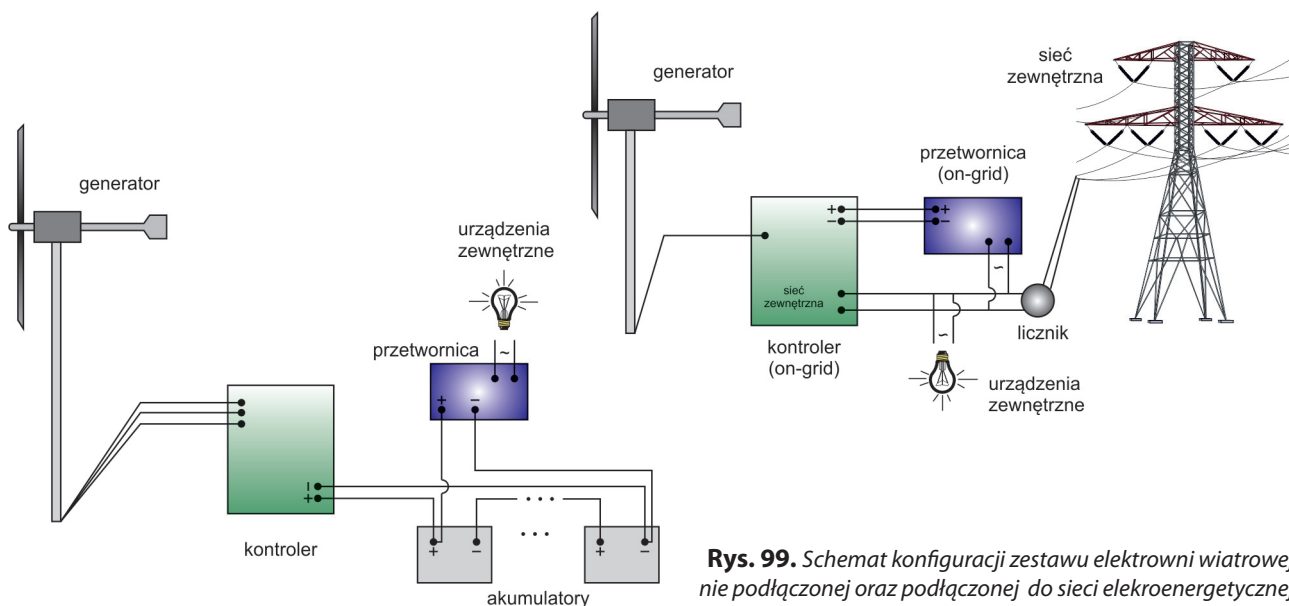 generator
urządzenia
zewnętrzne
~
przetwornica
+ −
−
+
kontroler
+ − . . . + −
. . .
akumulatory
generator
sieć
zewnętrzna
przetwornica
(on-grid)
+ +
− −
~
sieć
zewnętrzna
licznik
kontroler
(on-grid)
~
urządzenia
zewnętrzne
Rys. 99. Schemat konfiguracji zestawu elektrowni wiatrowej
nie podłączonej oraz podłączonej do sieci elekroenergetycznej